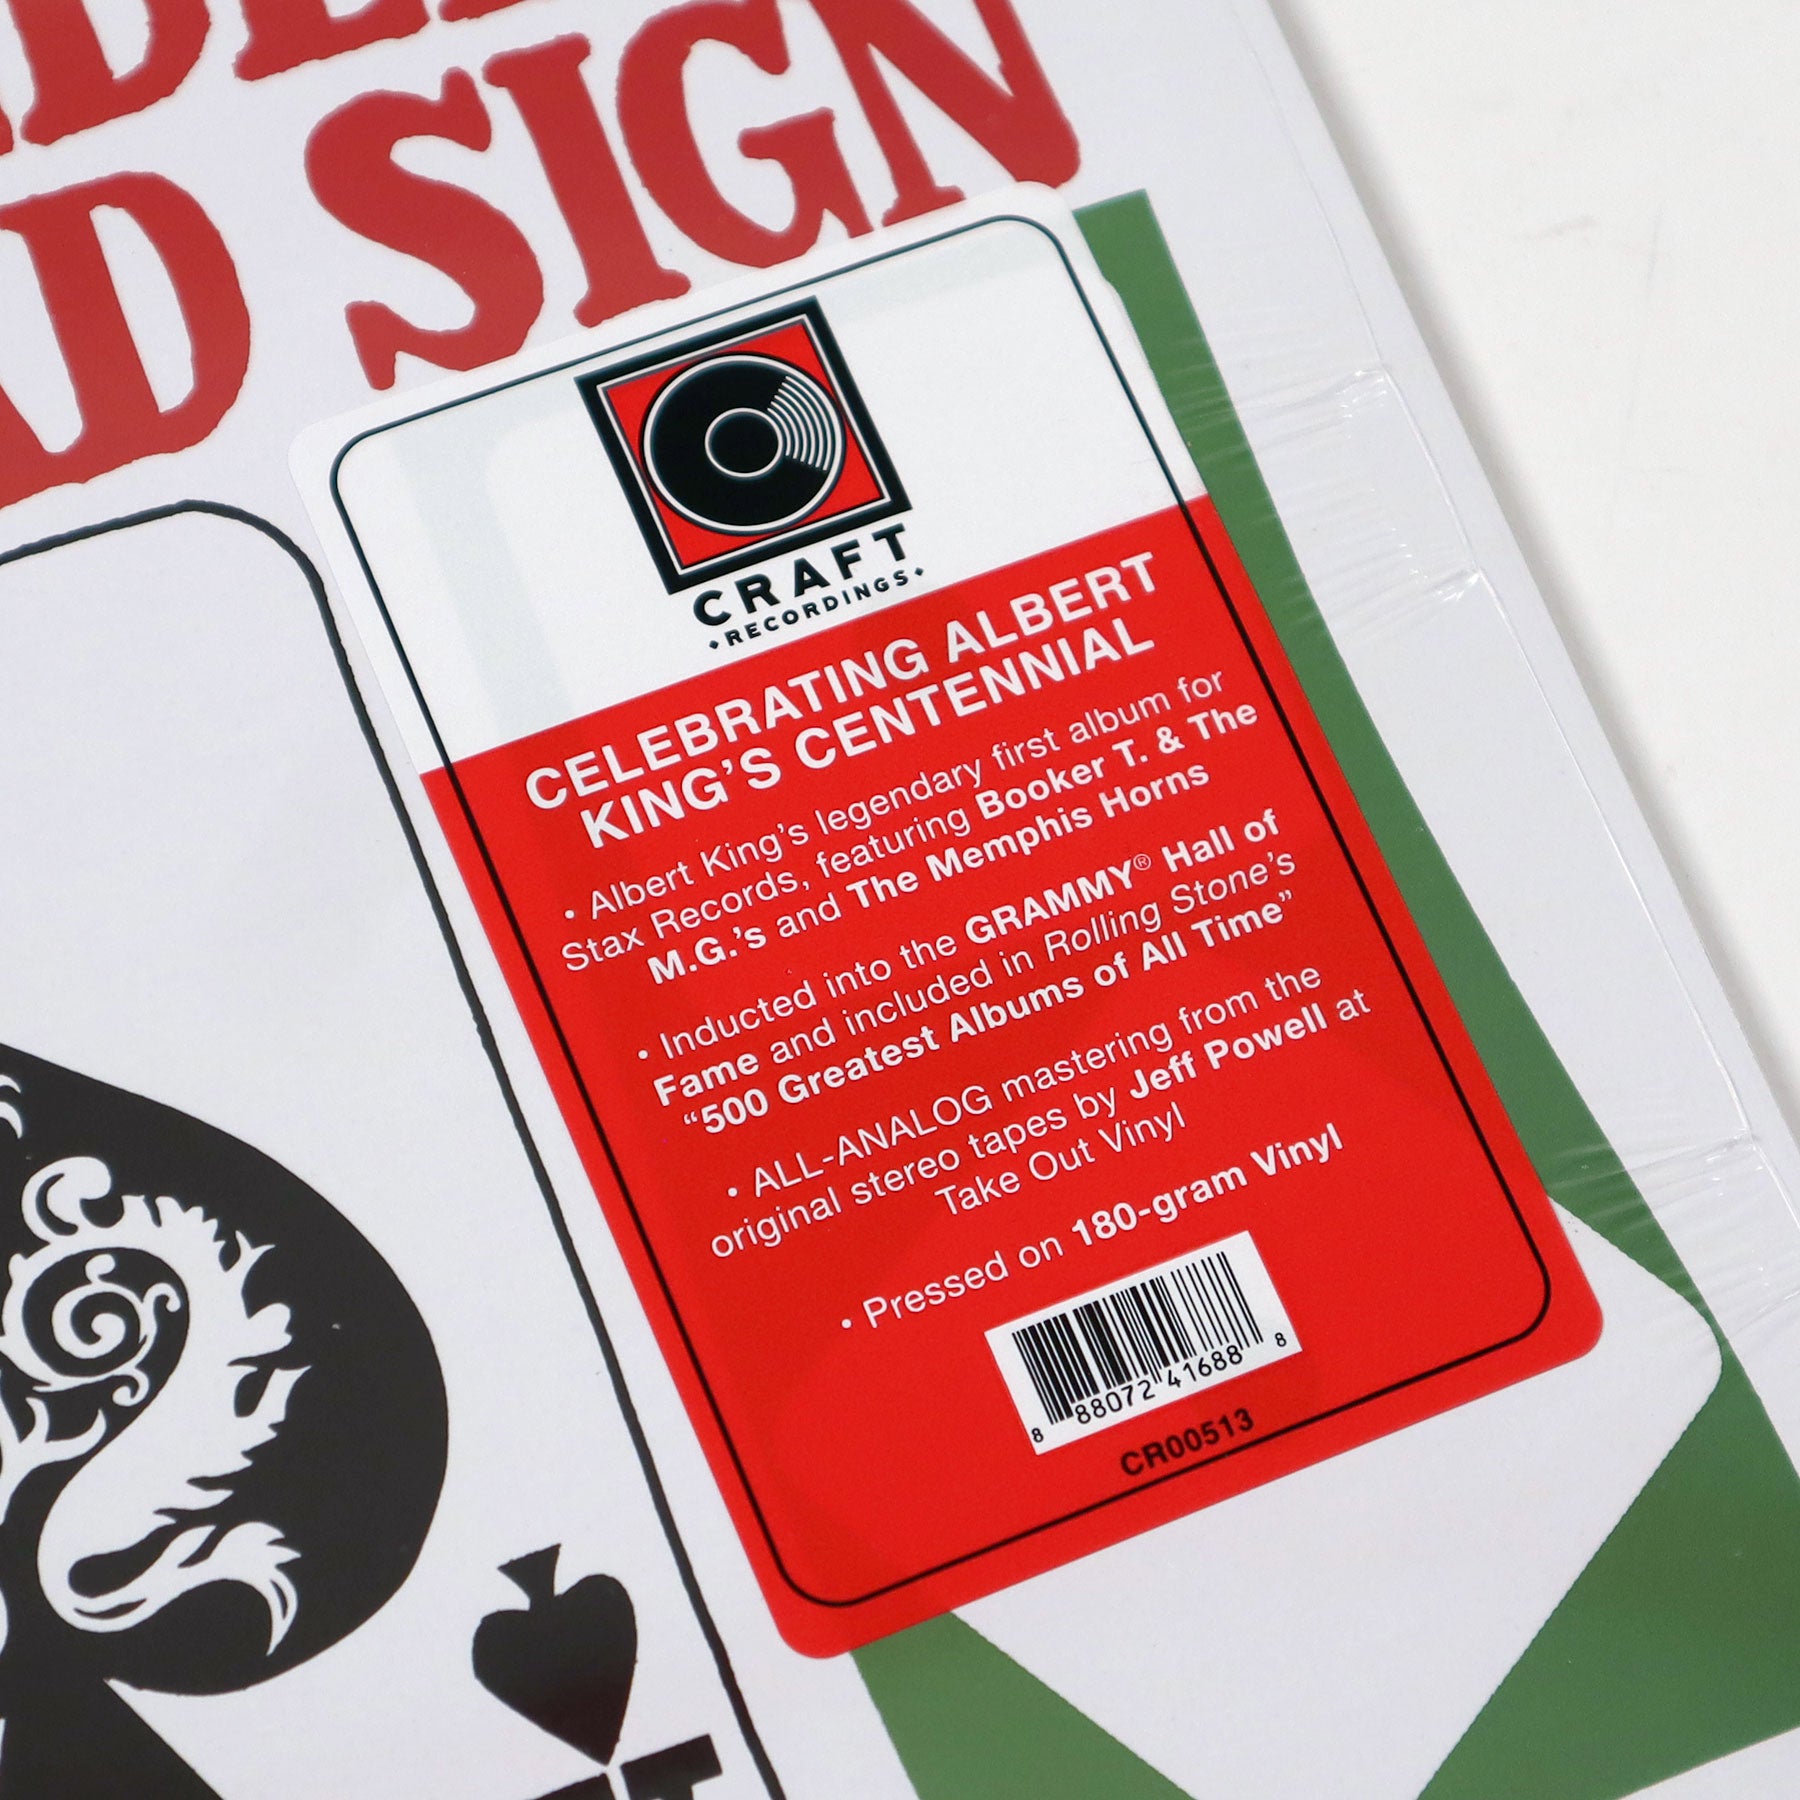 SIGN
CRAFT
RECORDINGS
CELEBRATING ALBERT
KING'S CENTENNIAL
• Albert King's legendary first album for
Stax Records, featuring Booker T. & The
M.G.'s and The Memphis Horns
• Inducted into the GRAMMY® Hall of
Fame and included in Rolling Stone's
"500 Greatest Albums of All Time"
• ALL-ANALOG mastering from the
original stereo tapes by Jeff Powell at
Take Out Vinyl
• Pressed on 180-gram Vinyl
8 88072 41688 8
CR00513